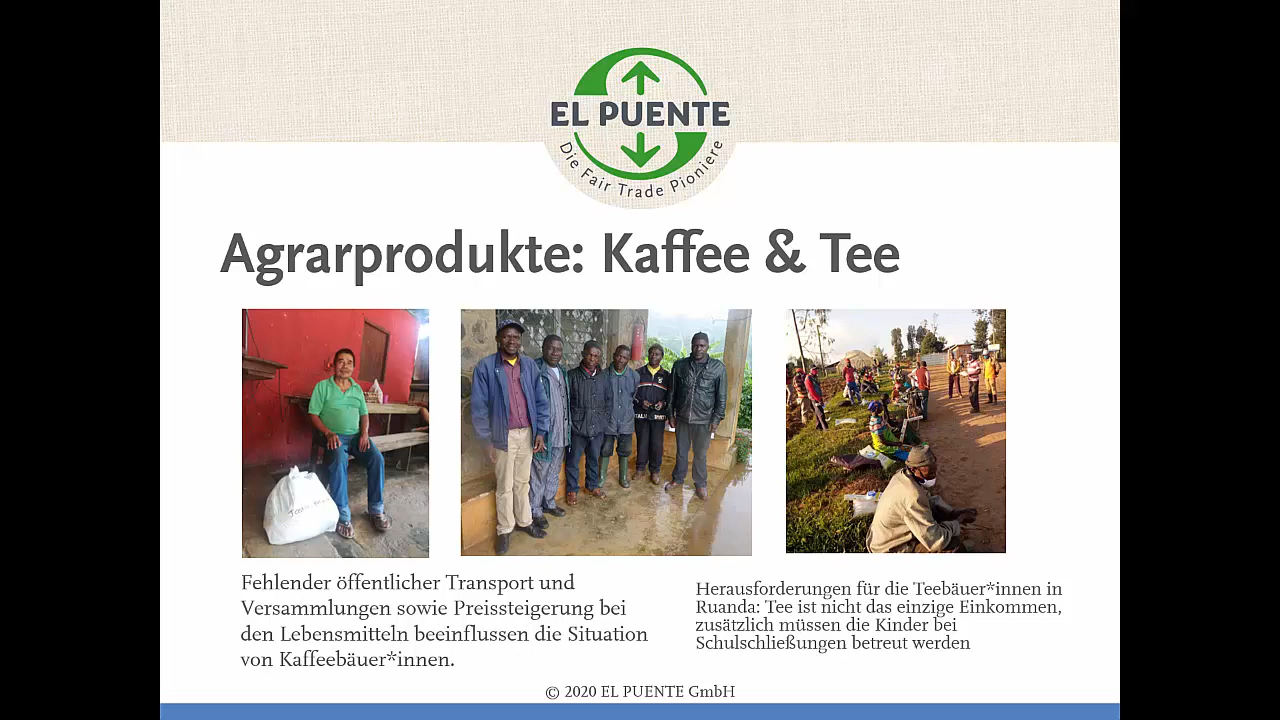 EL PUENTE
Die Fair Trade Pioniere
Agrarprodukte: Kaffee & Tee
Fehlender öffentlicher Transport und
Versammlungen sowie Preissteigerung bei
den Lebensmitteln beeinflussen die Situation
von Kaffeebäuer*innen.
Herausforderungen für die Teebäuer*innen in
Ruanda: Tee ist nicht das einzige Einkommen,
zusätzlich müssen die Kinder bei
Schulschließungen betreut werden
© 2020 EL PUENTE GmbH